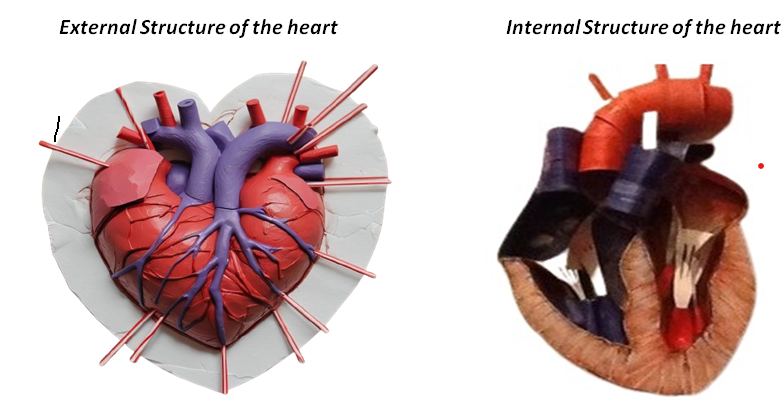 External Structure of the heart
Internal Structure of the heart